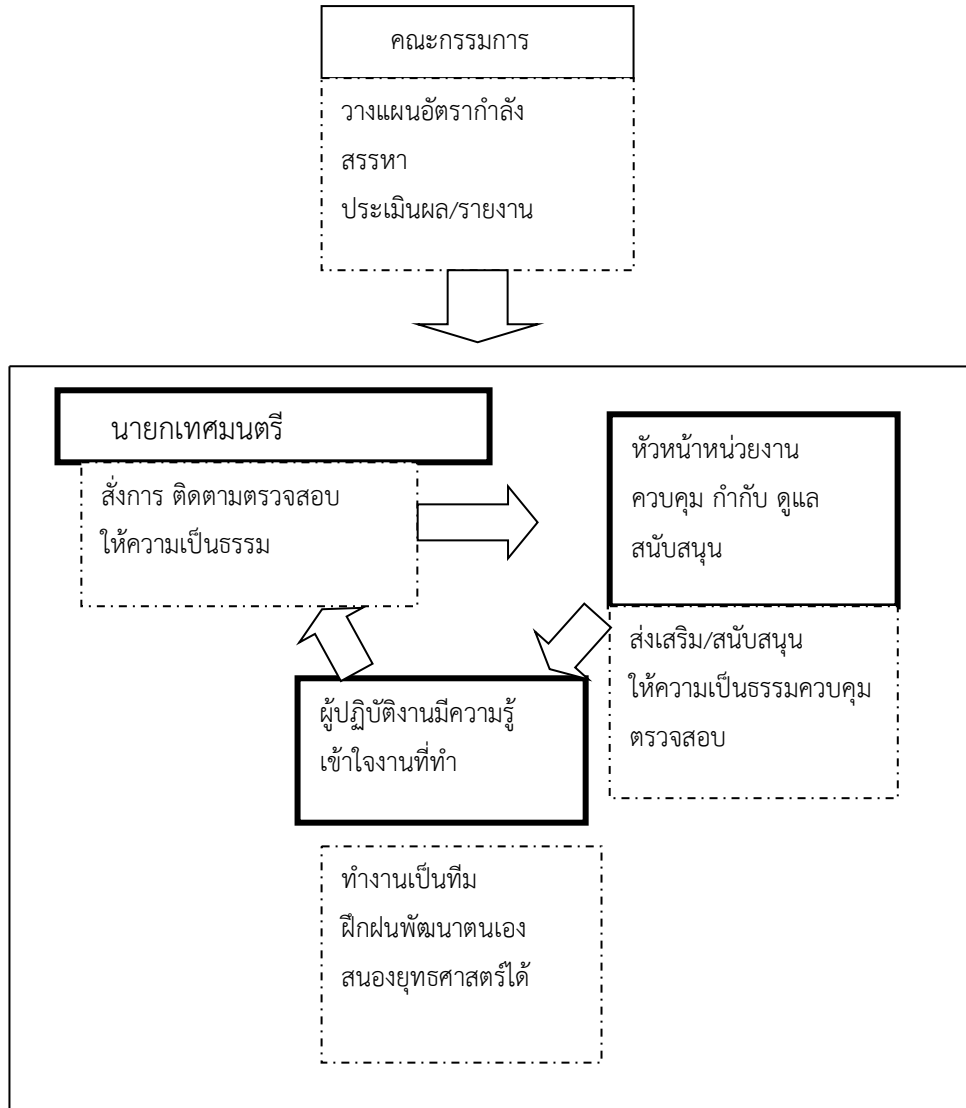 คณะกรรมการ
วางแผนอัตรากำลัง
สรรหา
ประเมินผล/รายงาน
นายกเทศมนตรี
สั่งการ ติดตามตรวจสอบ
ให้ความเป็นธรรม
หัวหน้าหน่วยงาน
ควบคุม กำกับ ดูแล
สนับสนุน
ส่งเสริม/สนับสนุน
ให้ความเป็นธรรมควบคุม
ตรวจสอบ
ผู้ปฏิบัติงานมีความรู้
เข้าใจงานที่ทำ
ทำงานเป็นทีม
ฝึกฝนพัฒนาตนเอง
สนองยุทธศาสตร์ได้